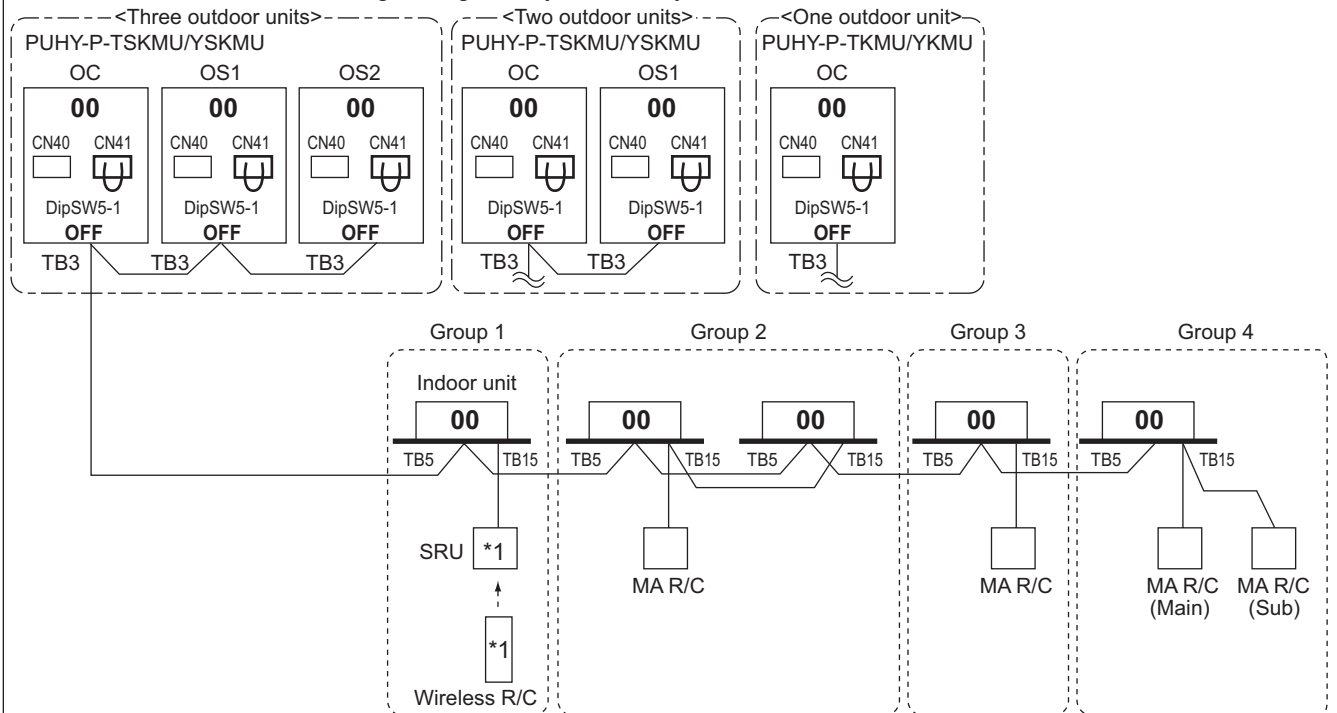 <Three outdoor units>
PUHY-P-TSKMU/YSKMU
OC OS1 OS2
00 00 00
CN40 CN41 CN40 CN41 CN40 CN41
DipSW5-1 DipSW5-1 DipSW5-1
OFF OFF OFF
TB3 TB3 TB3
<Two outdoor units>
PUHY-P-TSKMU/YSKMU
OC OS1
00 00
CN40 CN41 CN40 CN41
DipSW5-1 DipSW5-1
OFF OFF
TB3 TB3
<One outdoor unit>
PUHY-P-TKMU/YKMU
OC
00
CN40 CN41
DipSW5-1
OFF
TB3
Group 1 Group 2 Group 3 Group 4
Indoor unit
00 00 00 00 00
TB5 TB15 TB5 TB15 TB5 TB15 TB5 TB15 TB5 TB15
SRU *1
MA R/C MA R/C MA R/C MA R/C
(Main) (Sub)
*1
Wireless R/C